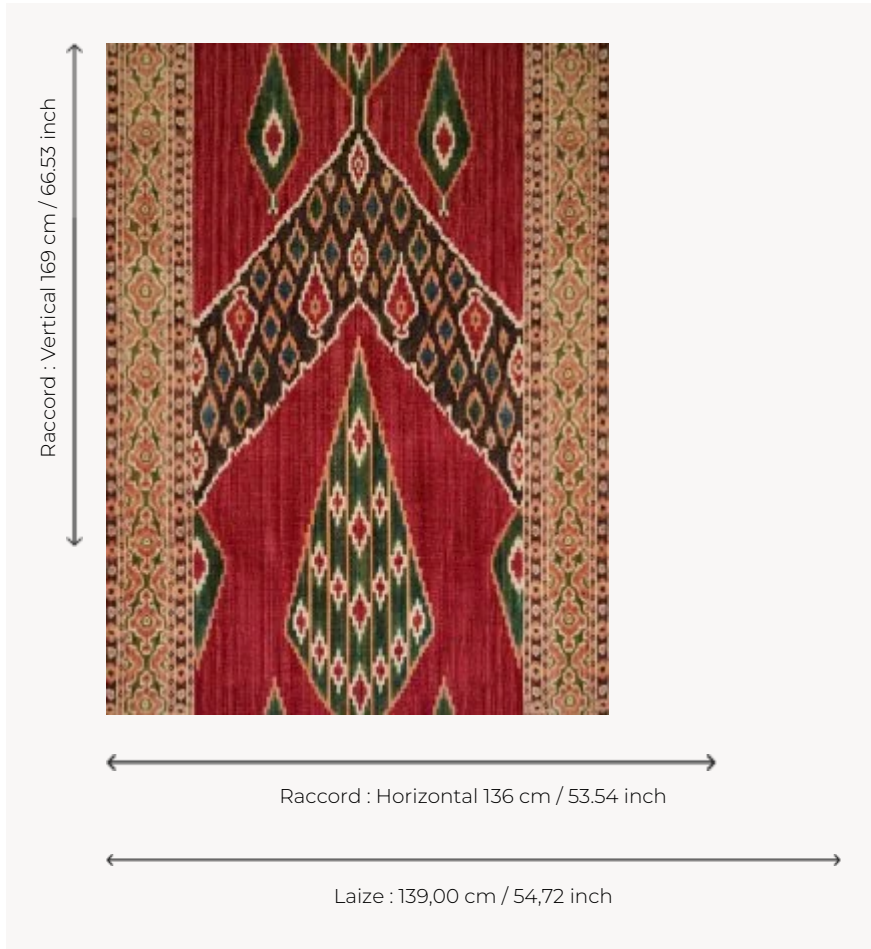 Raccord : Vertical 169 cm / 66.53 inch
Raccord : Horizontal 136 cm / 53.54 inch
Laize : 139,00 cm / 54,72 inch